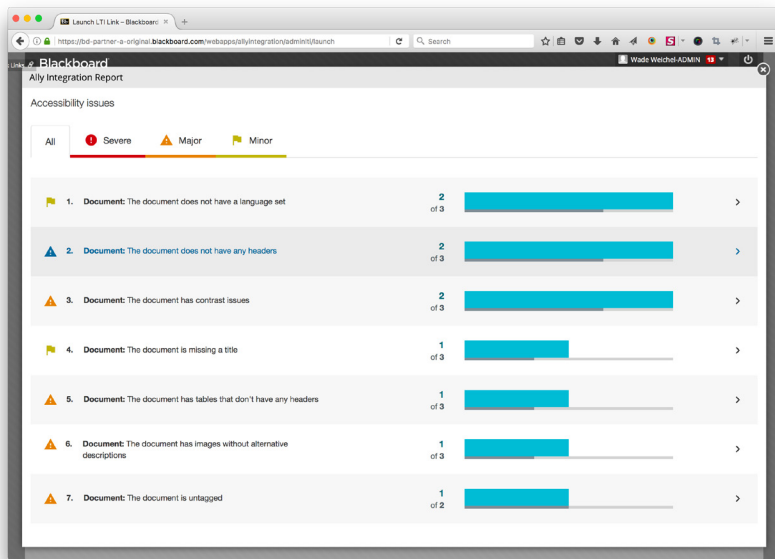 Launch LTI Link – Blackboard
https://bd-partner-a-original.blackboard.com/webapps/allyintegration/adminlti/launch
Search
Blackboard
Wade Weichel-ADMIN 13
Ally Integration Report
Accessibility issues
All
Severe
Major
Minor
1. Document: The document does not have a language set
2
of 3
2. Document: The document does not have any headers
2
of 3
3. Document: The document has contrast issues
2
of 3
4. Document: The document is missing a title
1
of 3
5. Document: The document has tables that don't have any headers
1
of 3
6. Document: The document has images without alternative
descriptions
1
of 3
7. Document: The document is untagged
1
of 2